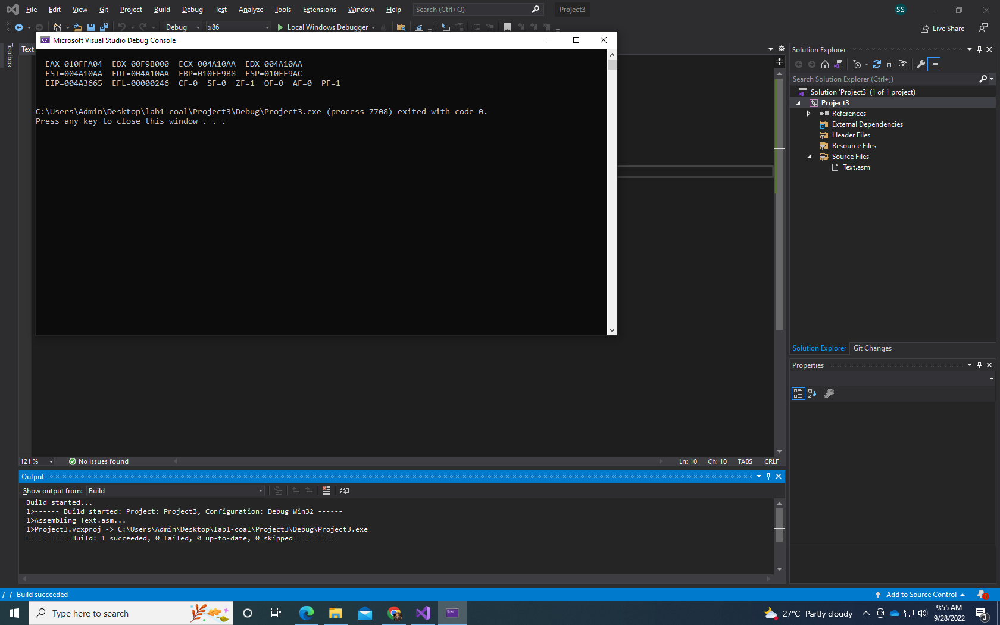 File Edit View Git Project Build Debug Test Analyze Tools Extensions Window Help Search (Ctrl+Q) Project3 SS
Debug x86 Local Windows Debugger Live Share
Toolbox
Text.
Microsoft Visual Studio Debug Console
EAX=010FFA04 EBX=00F9B000 ECX=004A10AA EDX=004A10AA
ESI=004A10AA EDI=004A10AA EBP=010FF9B8 ESP=010FF9AC
EIP=004A3665 EFL=00000246 CF=0 SF=0 ZF=1 OF=0 AF=0 PF=1
C:\Users\Admin\Desktop\lab1-coal\Project3\Debug\Project3.exe (process 7708) exited with code 0.
Press any key to close this window . . .
Solution Explorer
Search Solution Explorer (Ctrl+;)
Solution 'Project3' (1 of 1 project)
Project3
References
External Dependencies
Header Files
Resource Files
Source Files
Text.asm
Solution Explorer Git Changes
Properties
121 % No issues found Ln: 10 Ch: 10 TABS CRLF
Output
Show output from: Build
Build started...
1>------ Build started: Project: Project3, Configuration: Debug Win32 ------
1>Assembling Text.asm...
1>Project3.vcxproj -> C:\Users\Admin\Desktop\lab1-coal\Project3\Debug\Project3.exe
========== Build: 1 succeeded, 0 failed, 0 up-to-date, 0 skipped ==========
Build succeeded Add to Source Control 1
Type here to search 27°C Partly cloudy 9:55 AM
9/28/2022 3